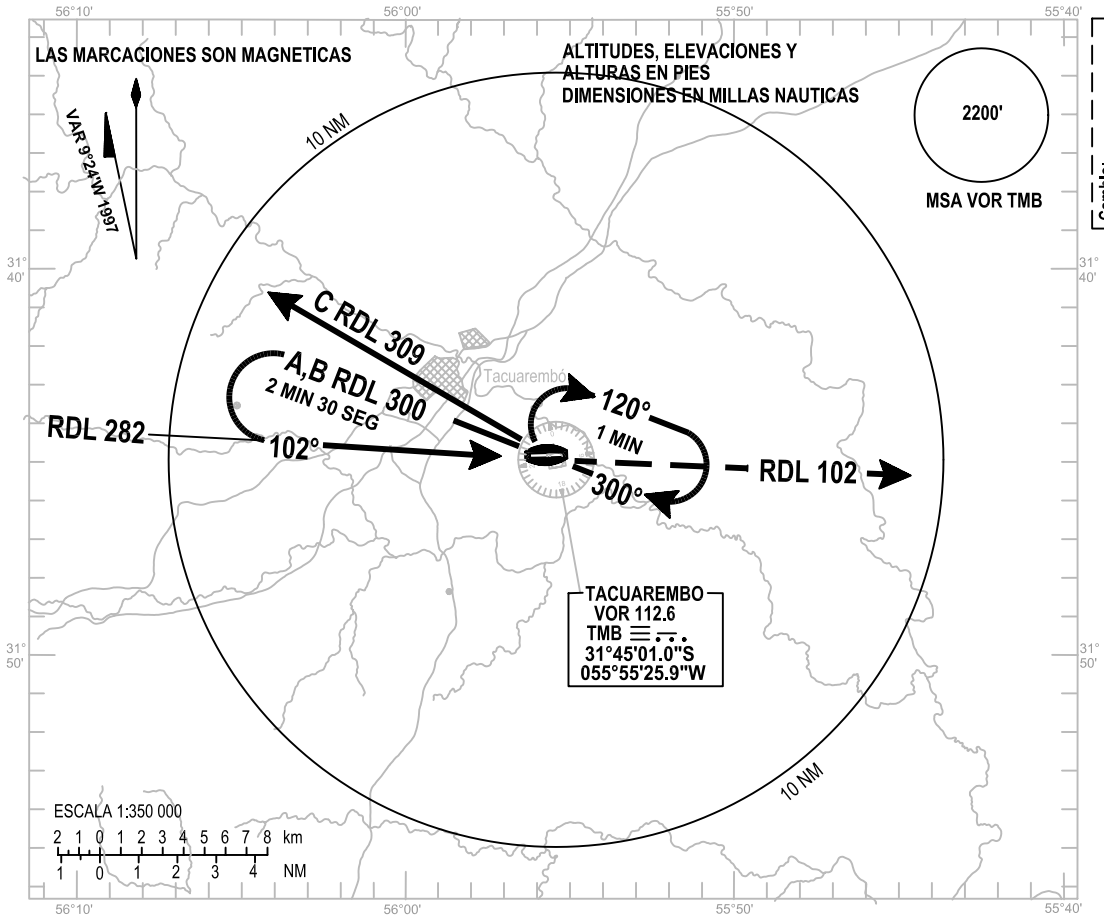 56°10'
56°00'
55°50'
55°40'
LAS MARCACIONES SON MAGNETICAS
ALTITUDES, ELEVACIONES Y
ALTURAS EN PIES
DIMENSIONES EN MILLAS NAUTICAS
2200'
MSA VOR TMB
VAR 9°24'W 1997
10 NM
31°
40'
31°
40'
C RDL 309
A,B RDL 300
2 MIN 30 SEG
Tacuarembó
120°
1 MIN
RDL 282
102°
300°
RDL 102
18
TACUAREMBO
VOR 112.6
TMB
31°45'01.0"S
055°55'25.9"W
31°
50'
31°
50'
10 NM
ESCALA 1:350 000
2 1 0 1 2 3 4 5 6 7 8 km
1 0 1 2 3 4 NM
56°10'
56°00'
55°50'
55°40'